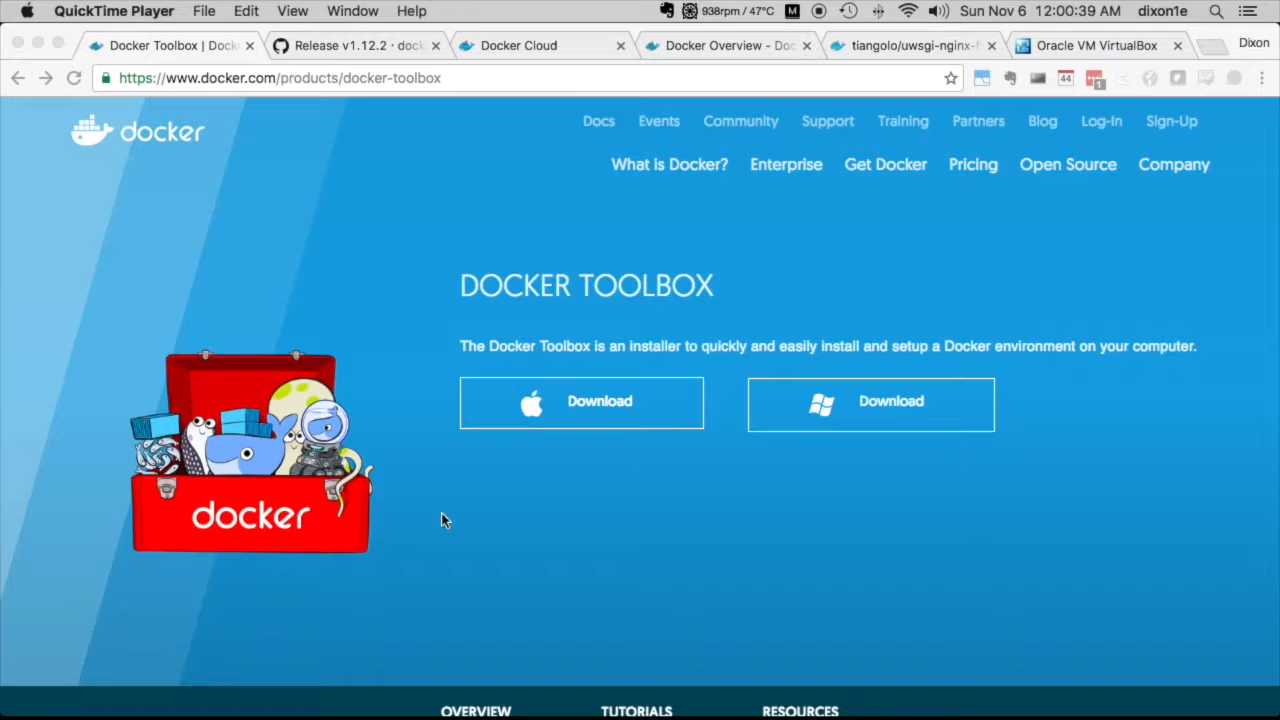 QuickTime Player File Edit View Window Help 938rpm / 47°C M Sun Nov 6 12:00:39 AM dixon1e
Docker Toolbox | Dock Release v1.12.2 · dock Docker Cloud Docker Overview - Doc tiangolo/uwsgi-nginx-f Oracle VM VirtualBox Dixon
https://www.docker.com/products/docker-toolbox 44 1
docker Docs Events Community Support Training Partners Blog Log-In Sign-Up
What is Docker? Enterprise Get Docker Pricing Open Source Company
DOCKER TOOLBOX
The Docker Toolbox is an installer to quickly and easily install and setup a Docker environment on your computer.
Download Download
docker
OVERVIEW TUTORIALS RESOURCES